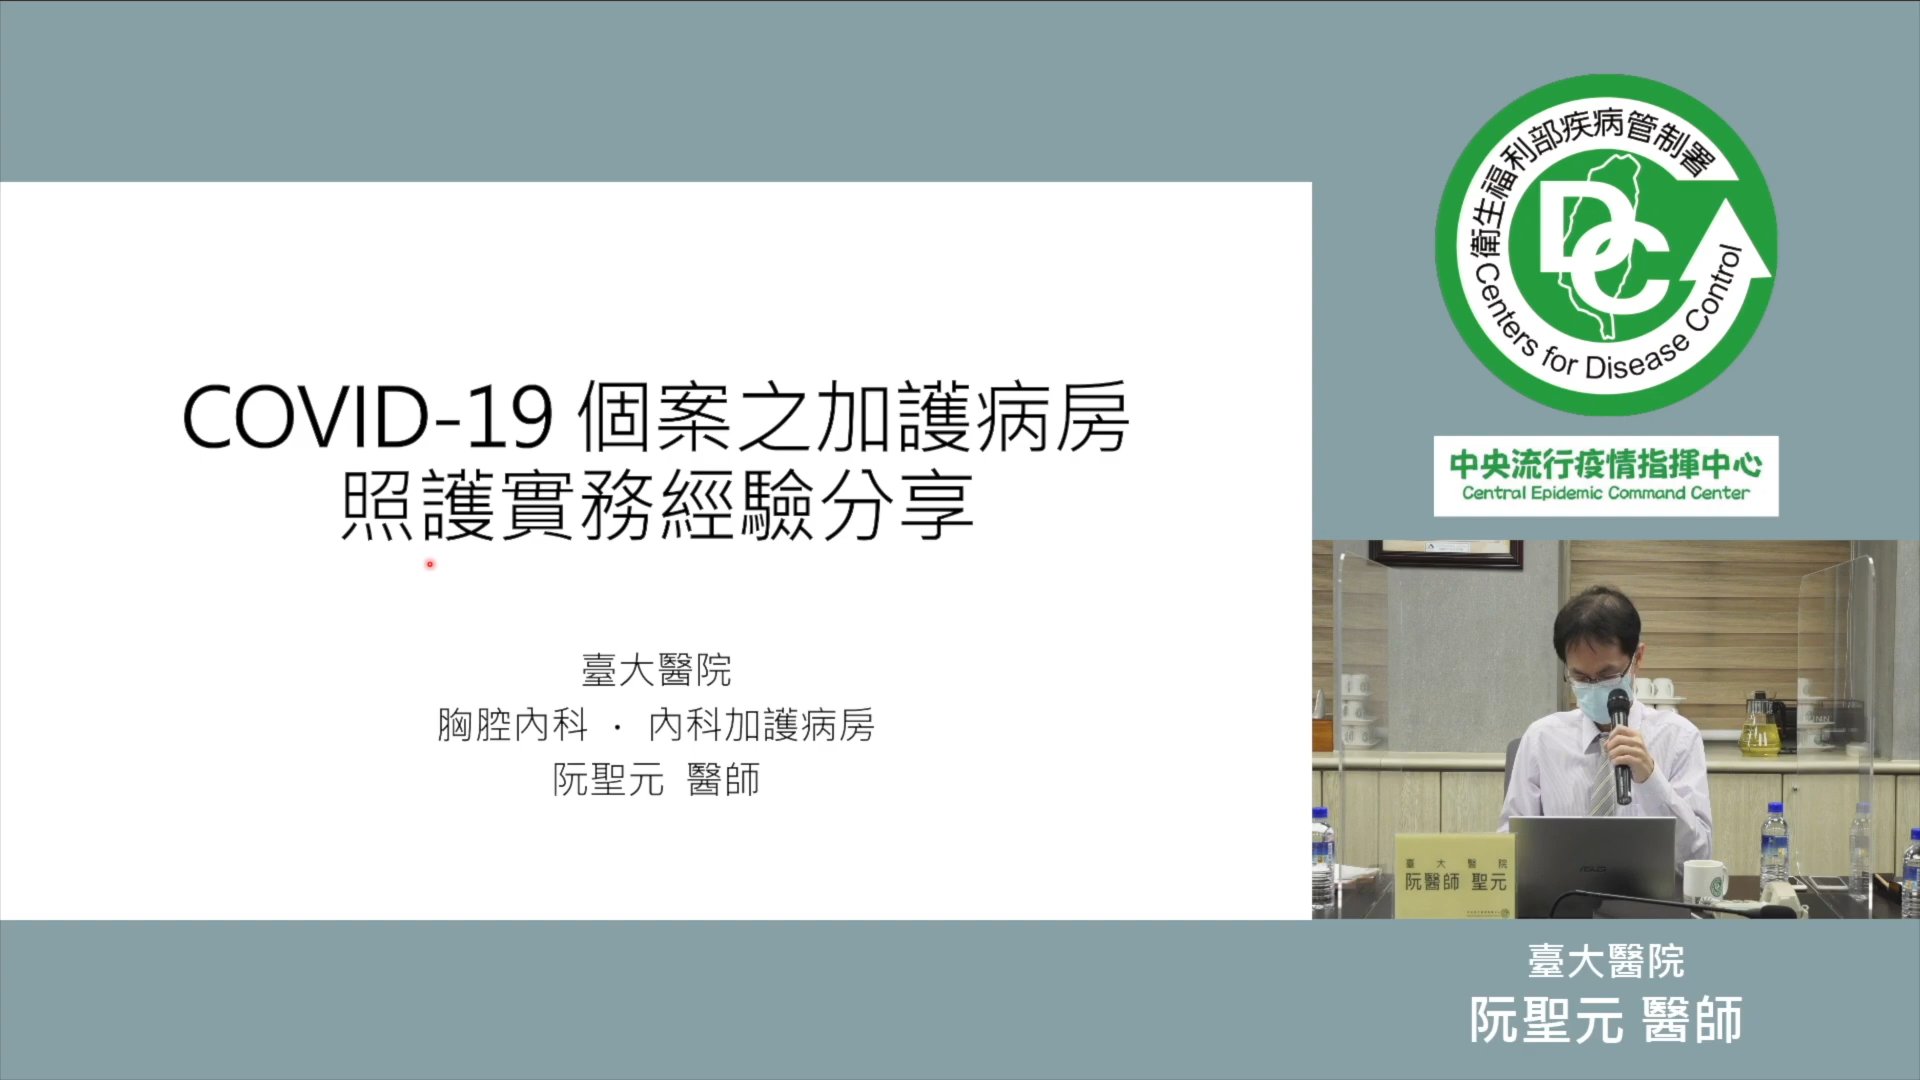 COVID-19 個案之加護病房
照護實務經驗分享
臺大醫院
胸腔內科 · 內科加護病房
阮聖元 醫師
衛生福利部疾病管制署
DC
Centers for Disease Control
中央流行疫情指揮中心
Central Epidemic Command Center
臺大醫院
阮醫師 聖元
ASUS
臺大醫院
阮聖元 醫師